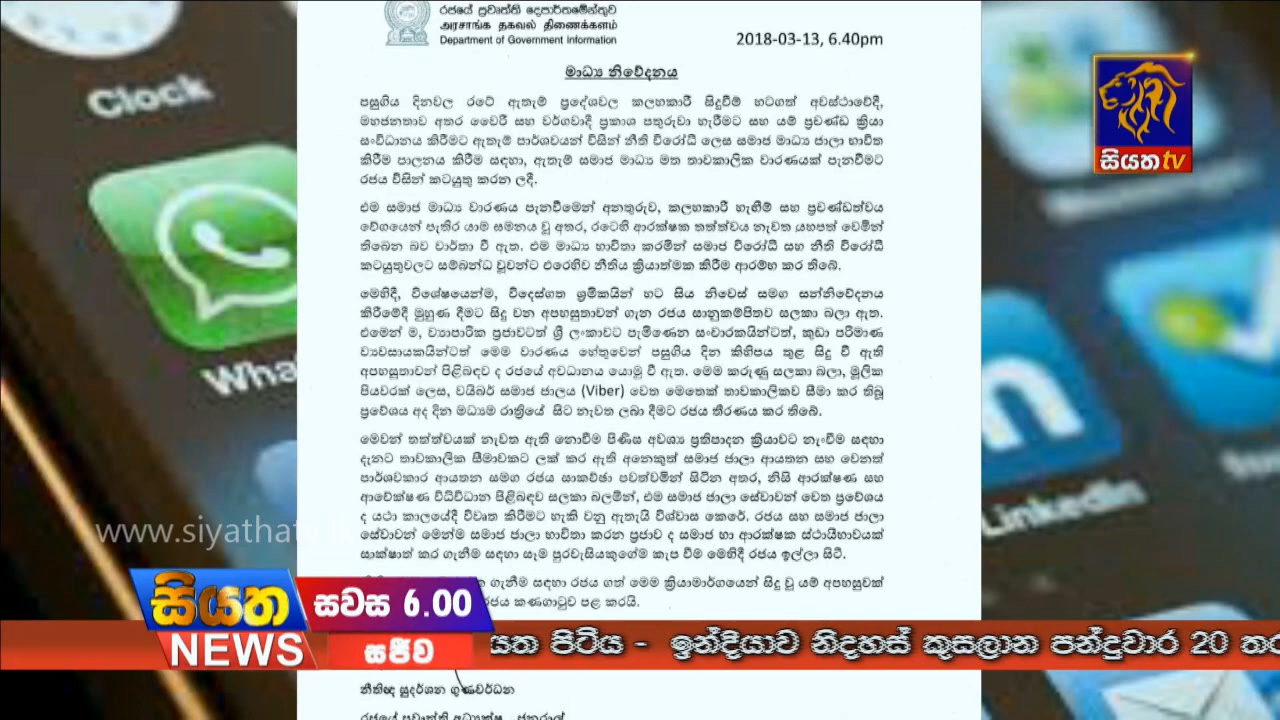 රජයේ ප්‍රවෘත්ති දෙපාර්තමේන්තුව
அரசாங்க தகவல் திணைக்களம்
Department of Government Information
2018-03-13, 6.40pm
මාධ්‍ය නිවේදනය
පසුගිය දිනවල රටේ ඇතැම් ප්‍රදේශවල කලහකාරී සිදුවීම් හටගත් අවස්ථාවේදී,
මහජනතාව අතර වෛරී සහ වර්ගවාදී ප්‍රකාශ පතුරුවා හැරීමට සහ යම් ප්‍රචණ්ඩ ක්‍රියා
සංවිධානය කිරීමට ඇතැම් පාර්ශවයන් විසින් නීති විරෝධී ලෙස සමාජ මාධ්‍ය ජාලා භාවිත
කිරීම පාලනය කිරීම සඳහා, ඇතැම් සමාජ මාධ්‍ය මත තාවකාලික වාරණයක් පැනවීමට
රජය විසින් කටයුතු කරන ලදී.
එම සමාජ මාධ්‍ය වාරණය පැනවීමෙන් අනතුරුව, කලහකාරී හැඟීම් සහ ප්‍රචණ්ඩත්වය
වේගයෙන් පැතිර යාම සමනය වූ අතර, රටෙහි ආරක්ෂක තත්ත්වය නැවත යහපත් වෙමින්
තිබෙන බව වාර්තා වී ඇත. එම මාධ්‍ය භාවිතා කරමින් සමාජ විරෝධී සහ නීති විරෝධී
කටයුතුවලට සම්බන්ධ වූවන්ට එරෙහිව නීතිය ක්‍රියාත්මක කිරීම ආරම්භ කර තිබේ.
මෙහිදී, විශේෂයෙන්ම, විදෙස්ගත ශ්‍රමිකයින් හට සිය නිවෙස් සමග සන්නිවේදනය
කිරීමේදී මුහුණ දීමට සිදු වන අපහසුතාවන් ගැන රජය සානුකම්පිතව සලකා බලා ඇත.
එමෙන් ම, ව්‍යාපාරික ප්‍රජාවටත් ශ්‍රී ලංකාවට පැමිණෙන සංචාරකයින්ටත්, කුඩා පරිමාණ
ව්‍යවසායකයින්ටත් මෙම වාරණය හේතුවෙන් පසුගිය දින කිහිපය තුළ සිදු වී ඇති
අපහසුතාවන් පිළිබඳව ද රජයේ අවධානය යොමු වී ඇත. මෙම කරුණු සලකා බලා, මූලික
පියවරක් ලෙස, වයිබර් සමාජ ජාලය (Viber) වෙත මෙතෙක් තාවකාලිකව සීමා කර තිබූ
ප්‍රවේශය අද දින මධ්‍යම රාත්‍රියේ සිට නැවත ලබා දීමට රජය තීරණය කර තිබේ.
මෙවන් තත්ත්වයක් නැවත ඇති නොවීම පිණිස අවශ්‍ය ප්‍රතිපාදන ක්‍රියාවට නැංවීම සඳහා
දැනට තාවකාලික සීමාවකට ලක් කර ඇති අනෙකුත් සමාජ ජාලා ආයතන සහ වෙනත්
පාර්ශවකාර ආයතන සමග රජය සාකච්ඡා පවත්වමින් සිටින අතර, නිසි ආරක්ෂණ සහ
ආවේක්ෂණ විධිවිධාන පිළිබඳව සලකා බලමින්, එම සමාජ ජාලා සේවාවන් වෙත ප්‍රවේශය
ද යථා කාලයේදී විවෘත කිරීමට හැකි වනු ඇතැයි විශ්වාස කෙරේ. රජය සහ සමාජ ජාලා
සේවාවන් මෙන්ම සමාජ ජාලා භාවිතා කරන ප්‍රජාව ද සමාජ හා ආරක්ෂක ස්ථායීභාවයක්
සාක්ෂාත් කර ගැනීම සඳහා සෑම පුරවැසියකුගේම කැප වීම මෙහිදී රජය ඉල්ලා සිටී.
ගැනීම සඳහා රජය ගත් මෙම ක්‍රියාමාර්ගයෙන් සිදු වූ යම් අපහසුවක්
රජය කණගාටුව පළ කරයි.
නීතිඥ සුදර්ශන ගුණවර්ධන
රජයේ ප්‍රවෘත්ති අධ්‍යක්ෂ ජනරාල්
Clock
Wha
LinkedIn
සියත tv
www.siyathatv.lk
සියත
NEWS
සවස 6.00
සජීව
යත පිටිය - ඉන්දියාව නිදහස් කුසලාන පන්දුවාර 20 තර